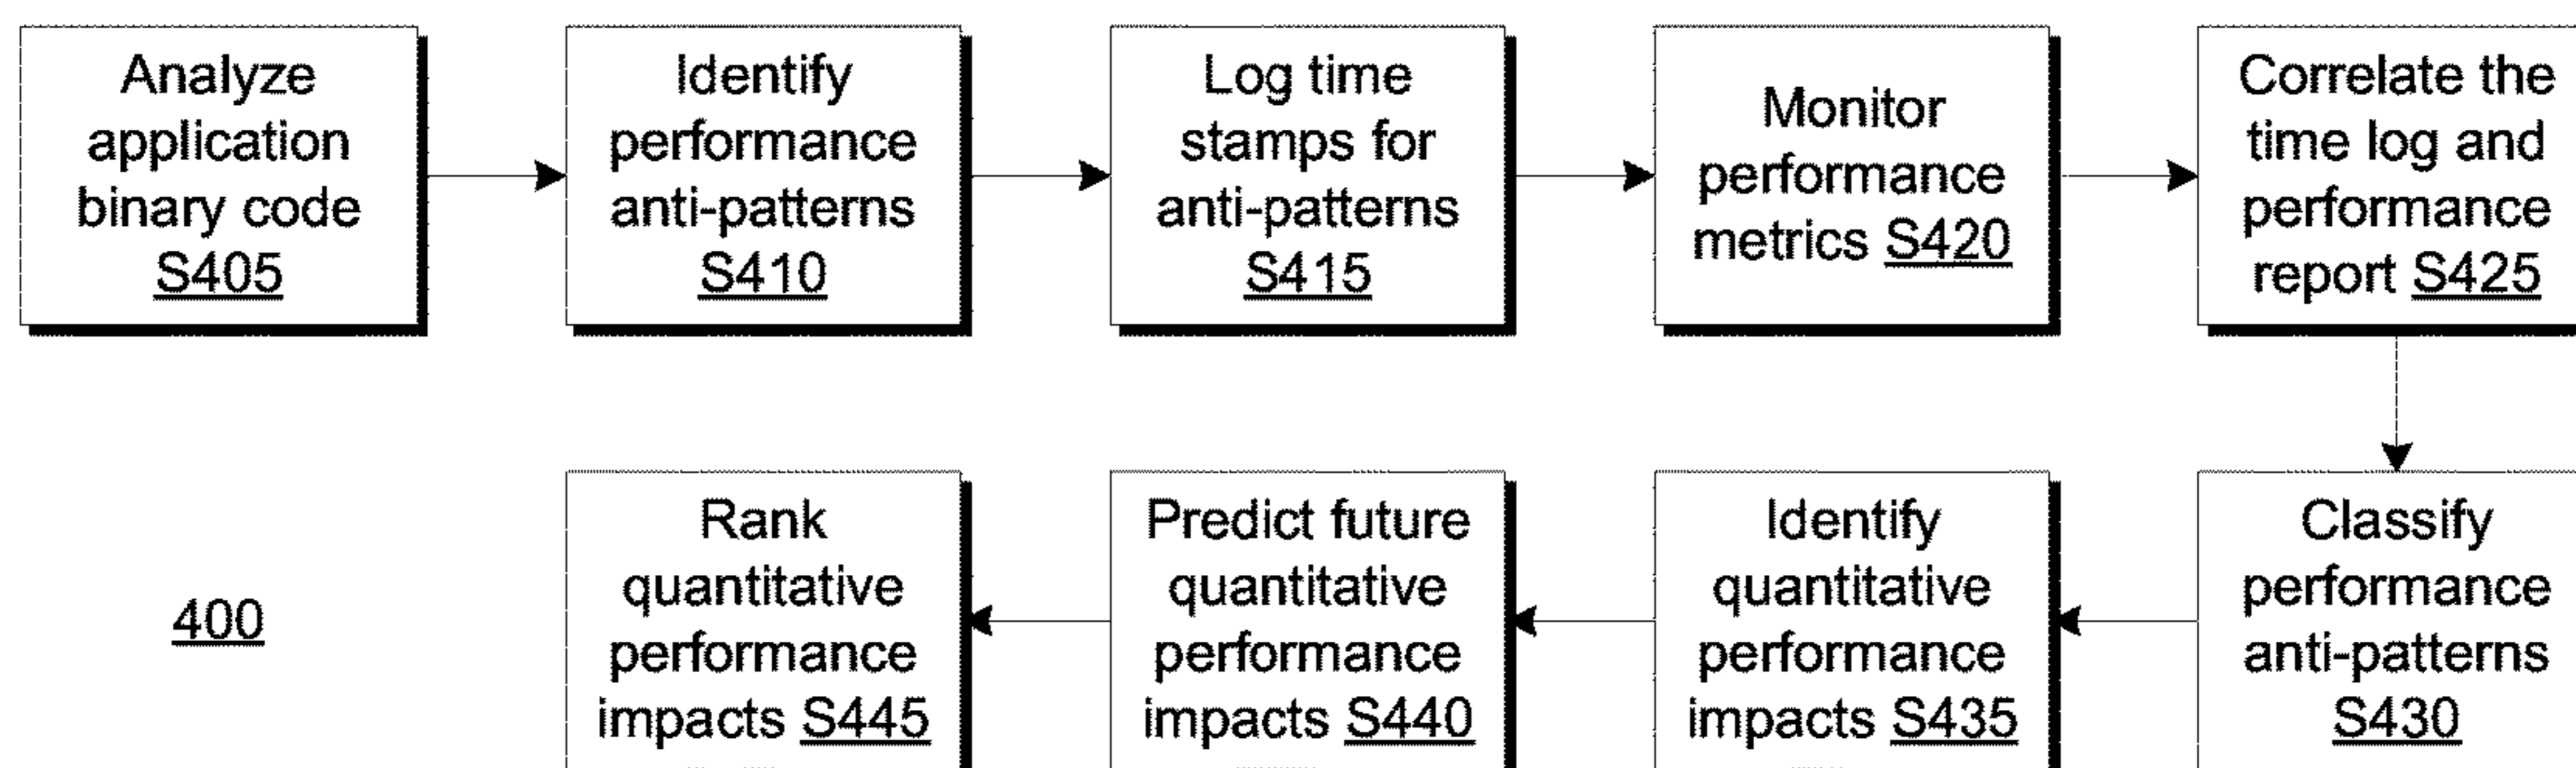 Analyze
application
binary code
S405
Identify
performance
anti-patterns
S410
Log time
stamps for
anti-patterns
S415
Monitor
performance
metrics S420
Correlate the
time log and
performance
report S425
Classify
performance
anti-patterns
S430
Identify
quantitative
performance
impacts S435
Predict future
quantitative
performance
impacts S440
Rank
quantitative
performance
impacts S445
400